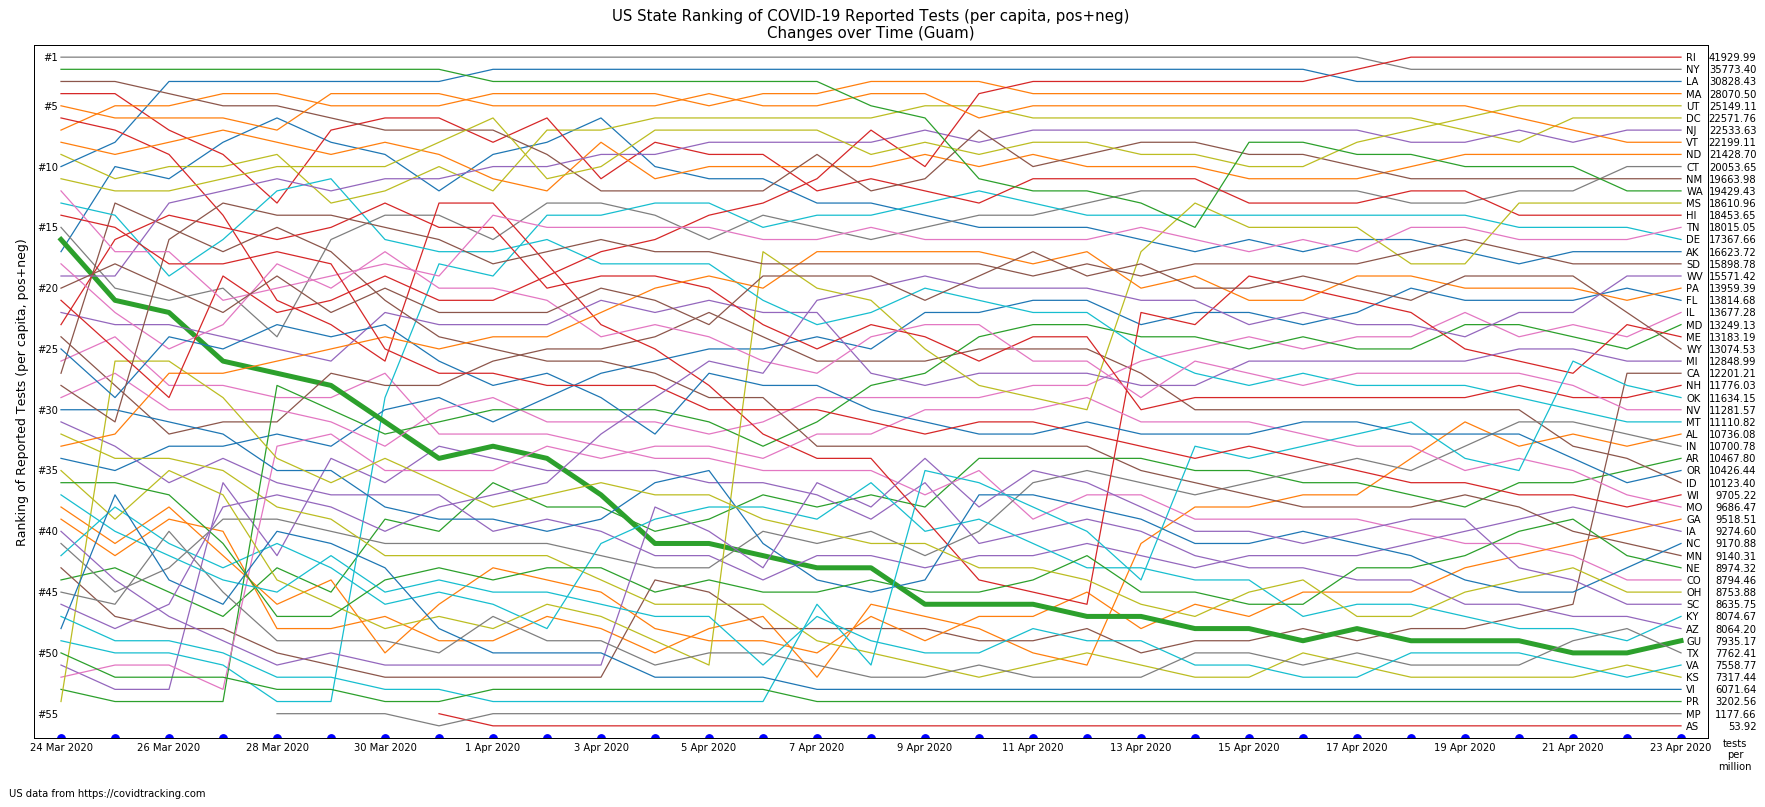 US State Ranking of COVID-19 Reported Tests (per capita, pos+neg)
Changes over Time (Guam)
Ranking of Reported Tests (per capita, pos+neg)
#1
#5
#10
#15
#20
#25
#30
#35
#40
#45
#50
#55
RI 41929.99
NY 35773.40
LA 30828.43
MA 28070.50
UT 25149.11
DC 22571.76
NJ 22533.63
VT 22199.11
ND 21428.70
CT 20053.65
NM 19663.98
WA 19429.43
MS 18610.96
HI 18453.65
TN 18015.05
DE 17367.66
AK 16623.72
SD 15898.78
WV 15571.42
PA 13959.39
FL 13814.68
IL 13677.28
MD 13249.13
ME 13183.19
WY 13074.53
MI 12848.99
CA 12201.21
NH 11776.03
OK 11634.15
NV 11281.57
MT 11110.82
AL 10736.08
IN 10700.78
AR 10467.80
OR 10426.44
ID 10123.40
WI 9705.22
MO 9686.47
GA 9518.51
IA 9274.60
NC 9170.88
MN 9140.31
NE 8974.32
CO 8794.46
OH 8753.88
SC 8635.75
KY 8074.67
AZ 8064.20
GU 7935.17
TX 7762.41
VA 7558.77
KS 7317.44
VI 6071.64
PR 3202.56
MP 1177.66
AS 53.92
24 Mar 2020 26 Mar 2020 28 Mar 2020 30 Mar 2020 1 Apr 2020 3 Apr 2020 5 Apr 2020 7 Apr 2020 9 Apr 2020 11 Apr 2020 13 Apr 2020 15 Apr 2020 17 Apr 2020 19 Apr 2020 21 Apr 2020 23 Apr 2020
tests
per
million
US data from https://covidtracking.com